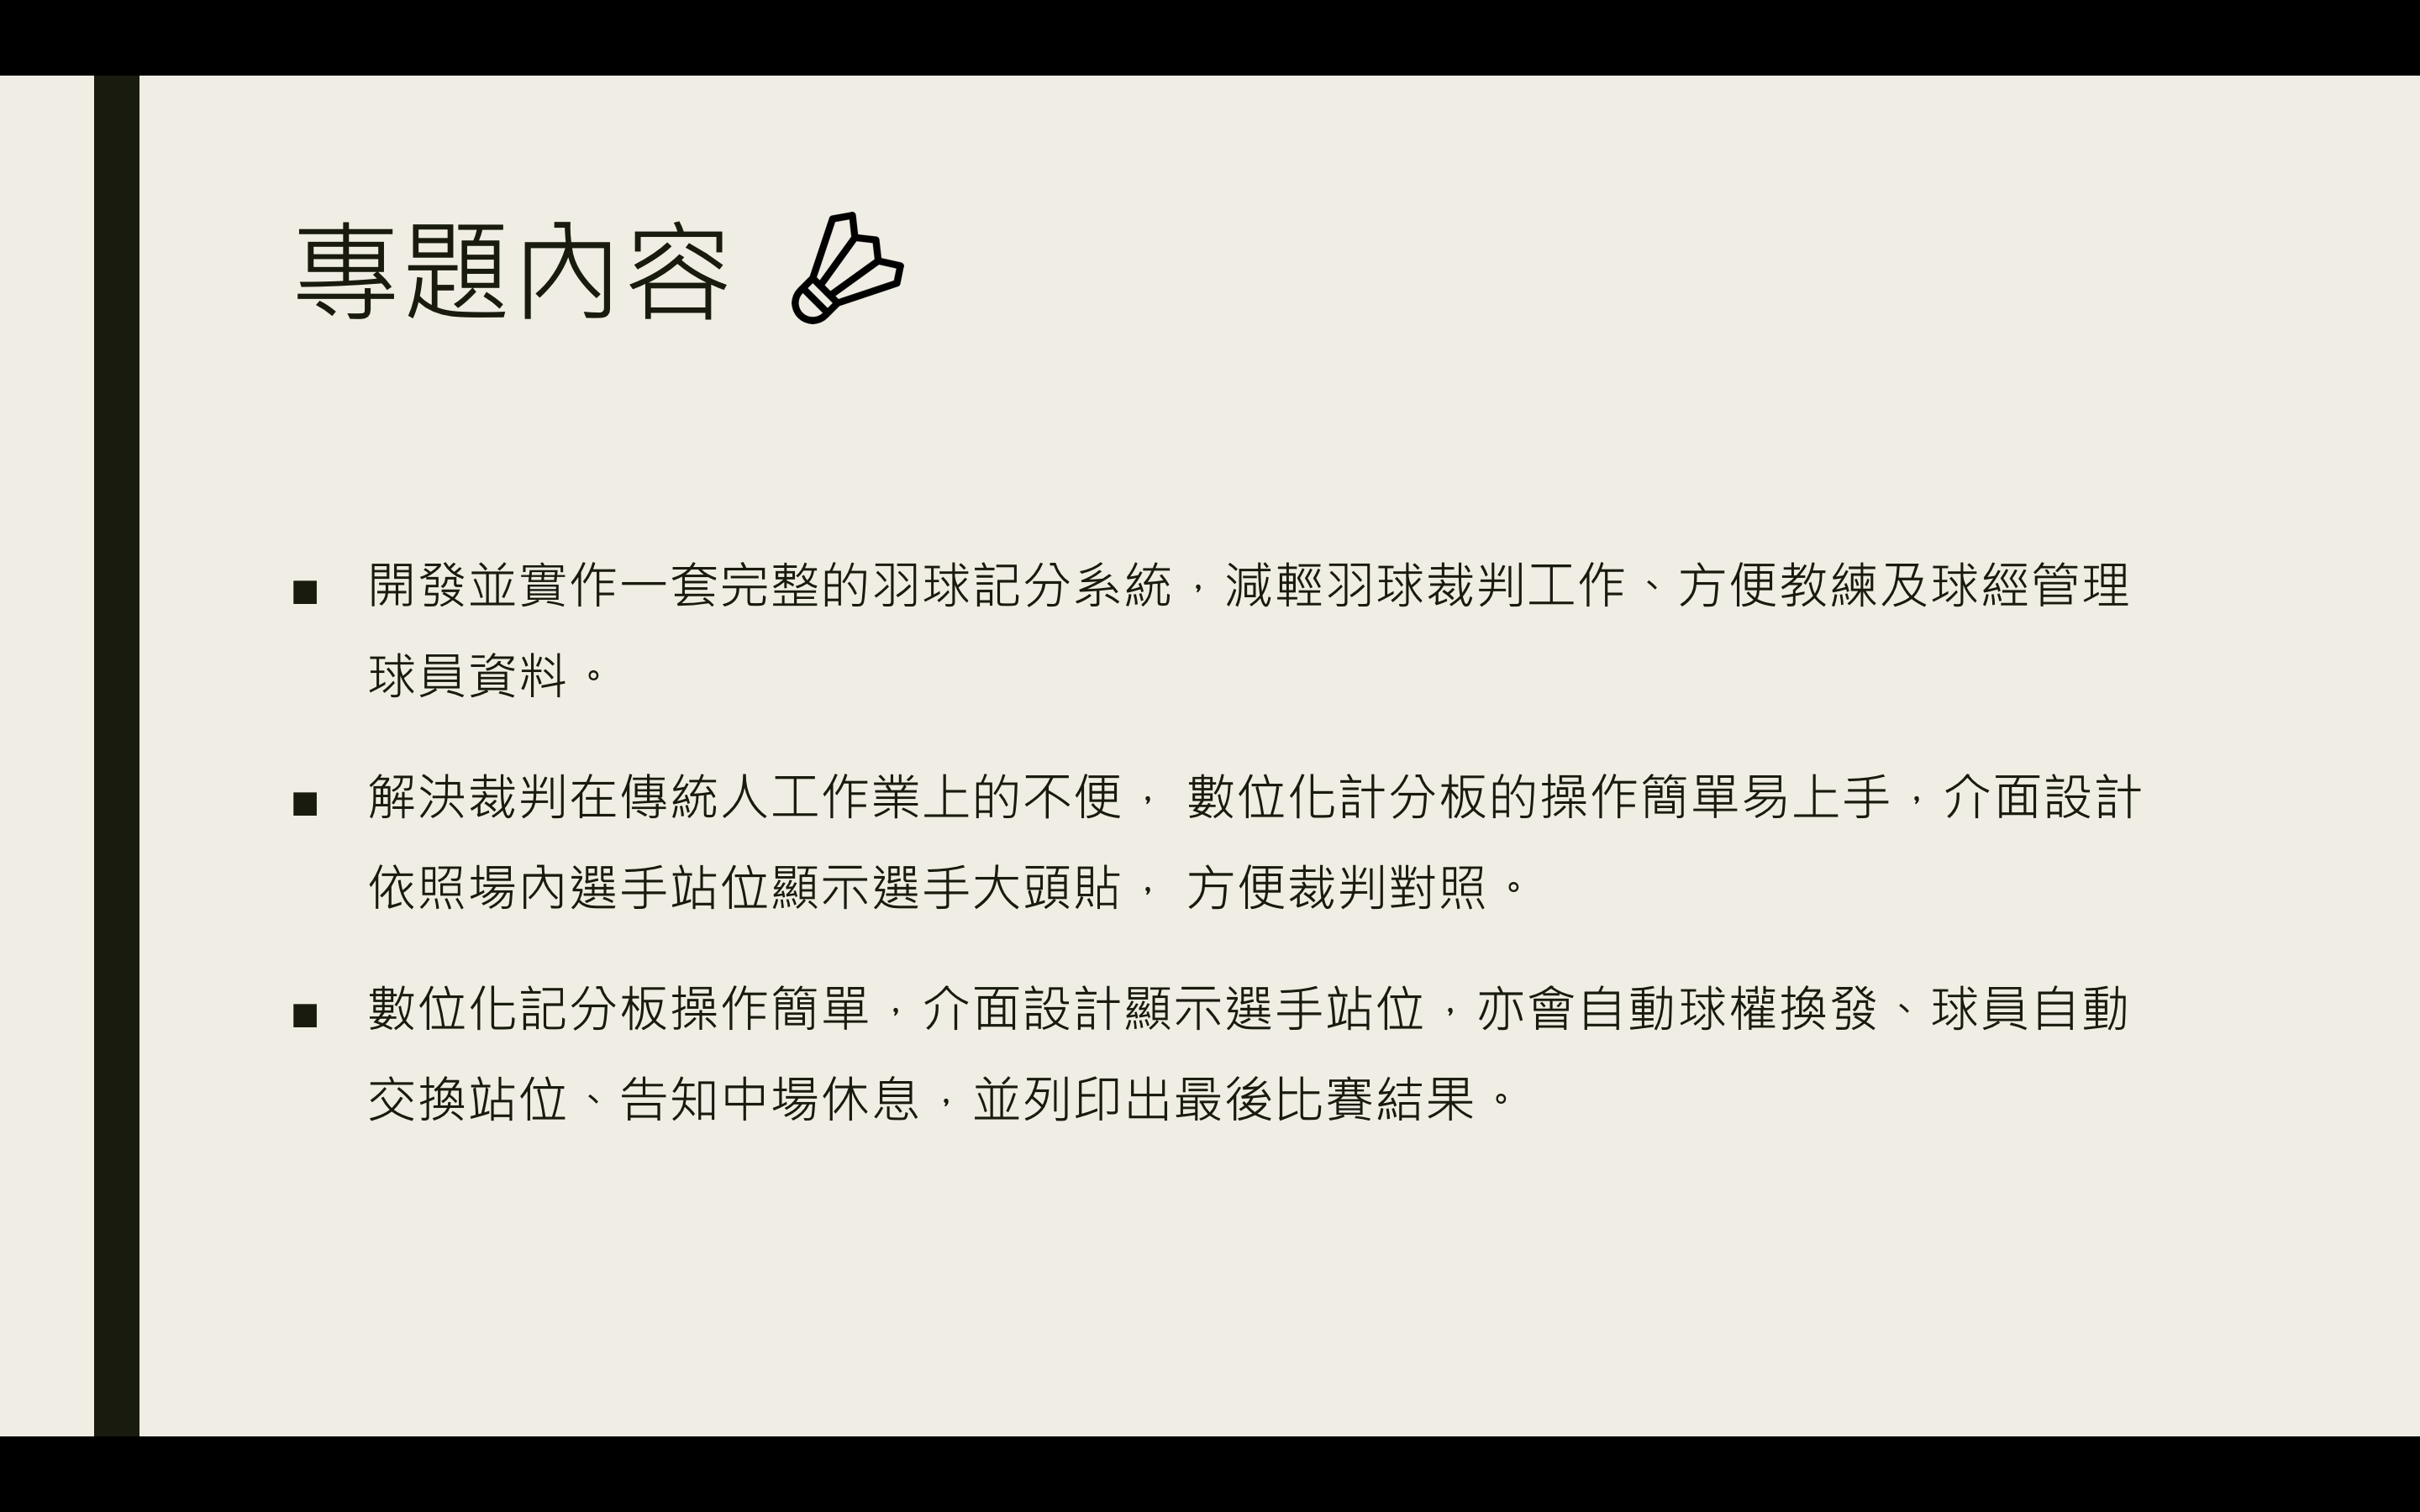 專題內容
■ 開發並實作一套完整的羽球記分系統，減輕羽球裁判工作、方便教練及球經管理
球員資料。
■ 解決裁判在傳統人工作業上的不便， 數位化計分板的操作簡單易上手，介面設計
依照場內選手站位顯示選手大頭貼， 方便裁判對照。
■ 數位化記分板操作簡單，介面設計顯示選手站位，亦會自動球權換發、球員自動
交換站位、告知中場休息，並列印出最後比賽結果。